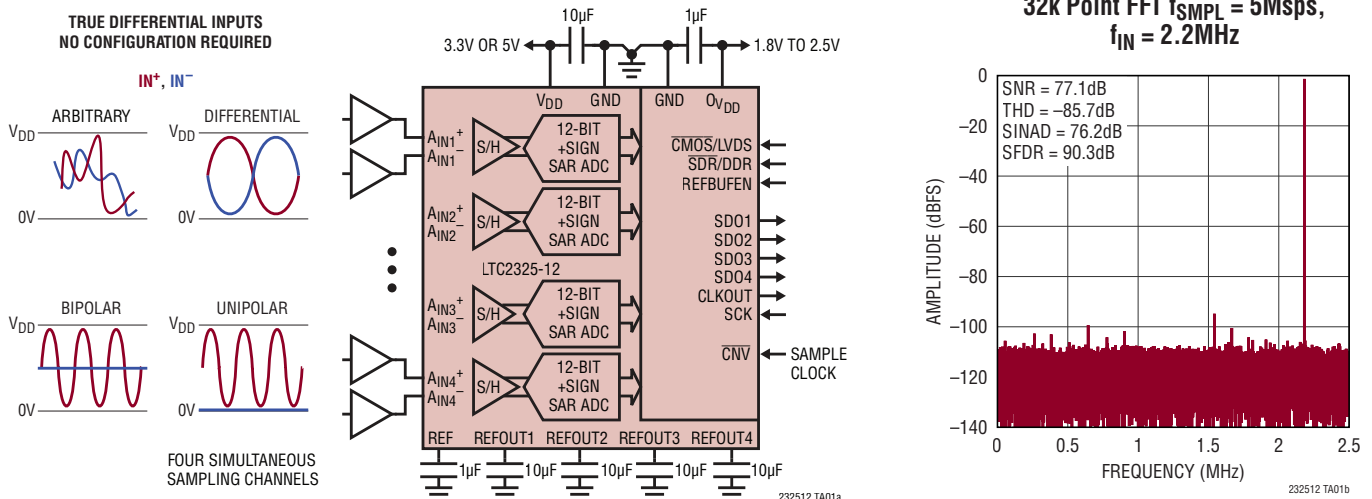 TRUE DIFFERENTIAL INPUTS
NO CONFIGURATION REQUIRED
IN+, IN−
ARBITRARY
VDD
0V
DIFFERENTIAL
VDD
0V
BIPOLAR
VDD
0V
UNIPOLAR
VDD
0V
FOUR SIMULTANEOUS
SAMPLING CHANNELS
10µF
1µF
3.3V OR 5V
1.8V TO 2.5V
VDD
GND
GND
OVDD
AIN1+
AIN1−
S/H
12-BIT
+SIGN
SAR ADC
AIN2+
AIN2−
S/H
12-BIT
+SIGN
SAR ADC
LTC2325-12
AIN3+
AIN3−
S/H
12-BIT
+SIGN
SAR ADC
AIN4+
AIN4−
S/H
12-BIT
+SIGN
SAR ADC
CMOS/LVDS
SDR/DDR
REFBUFEN
SDO1
SDO2
SDO3
SDO4
CLKOUT
SCK
CNV
SAMPLE
CLOCK
REF
REFOUT1
REFOUT2
REFOUT3
REFOUT4
1µF
10µF
10µF
10µF
10µF
232512 TA01a
32k Point FFT fSMPL = 5Msps,
fIN = 2.2MHz
SNR = 77.1dB
THD = –85.7dB
SINAD = 76.2dB
SFDR = 90.3dB
AMPLITUDE (dBFS)
0
–20
–40
–60
–80
–100
–120
–140
0
0.5
1
1.5
2
2.5
FREQUENCY (MHz)
232512 TA01b